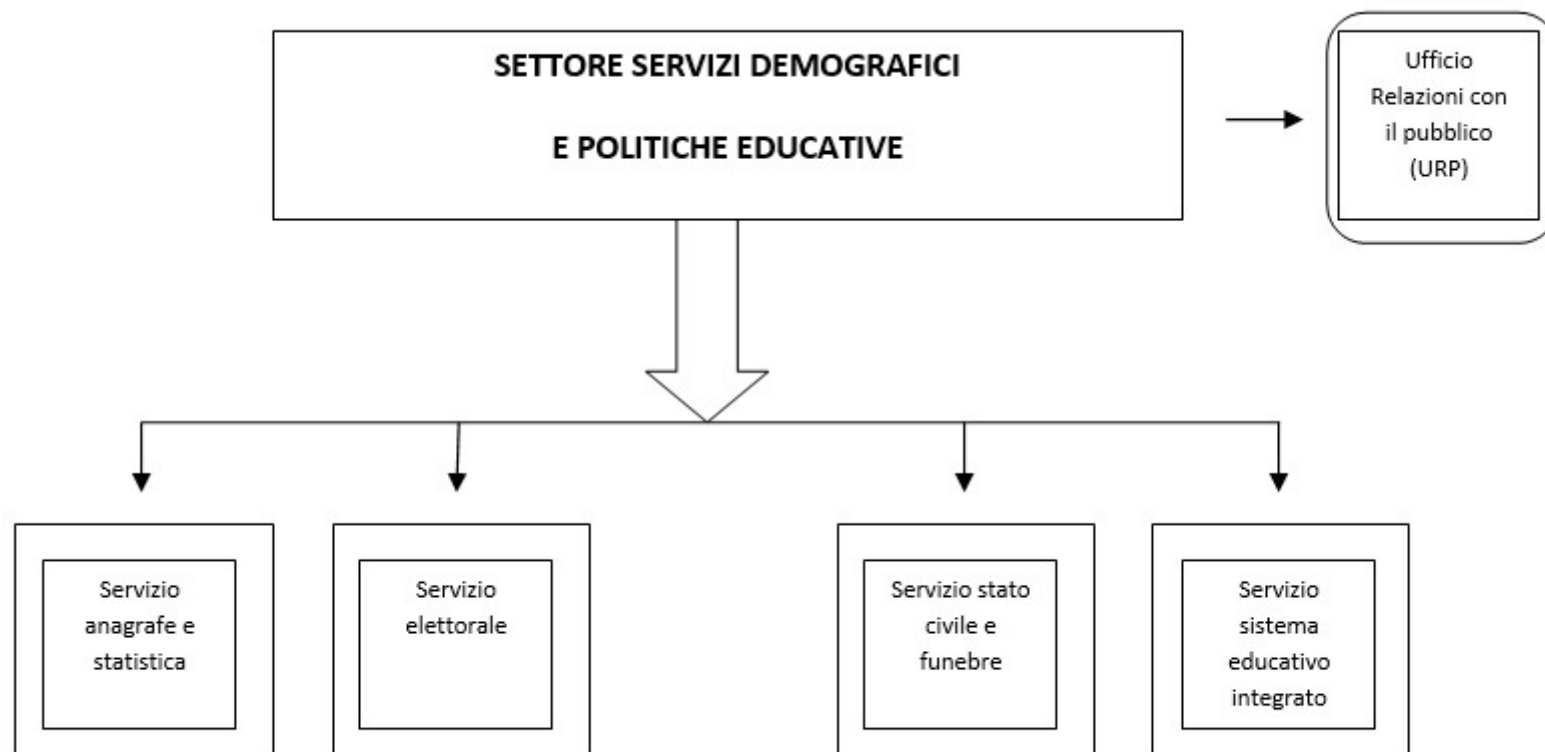 SETTORE SERVIZI DEMOGRAFICI
E POLITICHE EDUCATIVE
Ufficio
Relazioni con
il pubblico
(URP)
Servizio
anagrafe e
statistica
Servizio
elettorale
Servizio stato
civile e
funebre
Servizio
sistema
educativo
integrato